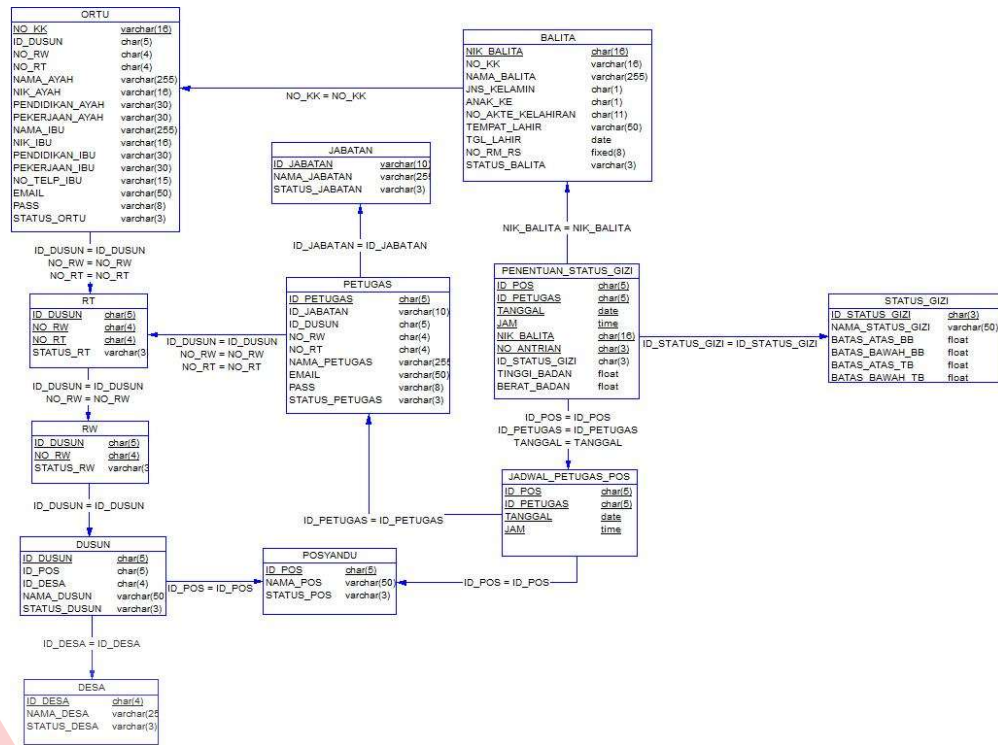 ORTU
NO_KK varchar(16)
ID_DUSUN char(5)
NO_RW char(4)
NO_RT char(4)
NAMA_AYAH varchar(255)
NIK_AYAH varchar(16)
PENDIDIKAN_AYAH varchar(30)
PEKERJAAN_AYAH varchar(30)
NAMA_IBU varchar(255)
NIK_IBU varchar(16)
PENDIDIKAN_IBU varchar(30)
PEKERJAAN_IBU varchar(30)
NO_TELP_IBU varchar(15)
EMAIL varchar(50)
PASS varchar(8)
STATUS_ORTU varchar(3)
NO_KK = NO_KK
BALITA
NIK_BALITA char(16)
NO_KK varchar(16)
NAMA_BALITA varchar(255)
JNS_KELAMIN char(1)
ANAK_KE char(1)
NO_AKTE_KELAHIRAN char(11)
TEMPAT_LAHIR varchar(50)
TGL_LAHIR date
NO_RM_RS fixed(8)
STATUS_BALITA varchar(3)
JABATAN
ID_JABATAN varchar(10)
NAMA_JABATAN varchar(25
STATUS_JABATAN varchar(3)
NIK_BALITA = NIK_BALITA
ID_JABATAN = ID_JABATAN
ID_DUSUN = ID_DUSUN
NO_RW = NO_RW
NO_RT = NO_RT
RT
ID_DUSUN char(5)
NO_RW char(4)
NO_RT char(4)
STATUS_RT varchar(3
ID_DUSUN = ID_DUSUN
NO_RW = NO_RW
NO_RT = NO_RT
PETUGAS
ID_PETUGAS char(5)
ID_JABATAN varchar(10)
ID_DUSUN char(5)
NO_RW char(4)
NO_RT char(4)
NAMA_PETUGAS varchar(255
EMAIL varchar(50)
PASS varchar(8)
STATUS_PETUGAS varchar(3)
PENENTUAN_STATUS_GIZI
ID_POS char(5)
ID_PETUGAS char(5)
TANGGAL date
JAM time
NIK_BALITA char(16)
NO_ANTRIAN char(3)
ID_STATUS_GIZI char(3)
TINGGI_BADAN float
BERAT_BADAN float
ID_STATUS_GIZI = ID_STATUS_GIZI
STATUS_GIZI
ID_STATUS_GIZI char(3)
NAMA_STATUS_GIZI varchar(50)
BATAS_ATAS_BB float
BATAS_BAWAH_BB float
BATAS_ATAS_TB float
BATAS_BAWAH_TB float
ID_DUSUN = ID_DUSUN
NO_RW = NO_RW
RW
ID_DUSUN char(5)
NO_RW char(4)
STATUS_RW varchar(3
ID_POS = ID_POS
ID_PETUGAS = ID_PETUGAS
TANGGAL = TANGGAL
JADWAL_PETUGAS_POS
ID_POS char(5)
ID_PETUGAS char(5)
TANGGAL date
JAM time
ID_DUSUN = ID_DUSUN
ID_PETUGAS = ID_PETUGAS
DUSUN
ID_DUSUN char(5)
ID_POS char(5)
ID_DESA char(4)
NAMA_DUSUN varchar(50
STATUS_DUSUN varchar(3)
ID_POS = ID_POS
POSYANDU
ID_POS char(5)
NAMA_POS varchar(50)
STATUS_POS varchar(3)
ID_POS = ID_POS
ID_DESA = ID_DESA
DESA
ID_DESA char(4)
NAMA_DESA varchar(25
STATUS_DESA varchar(3)